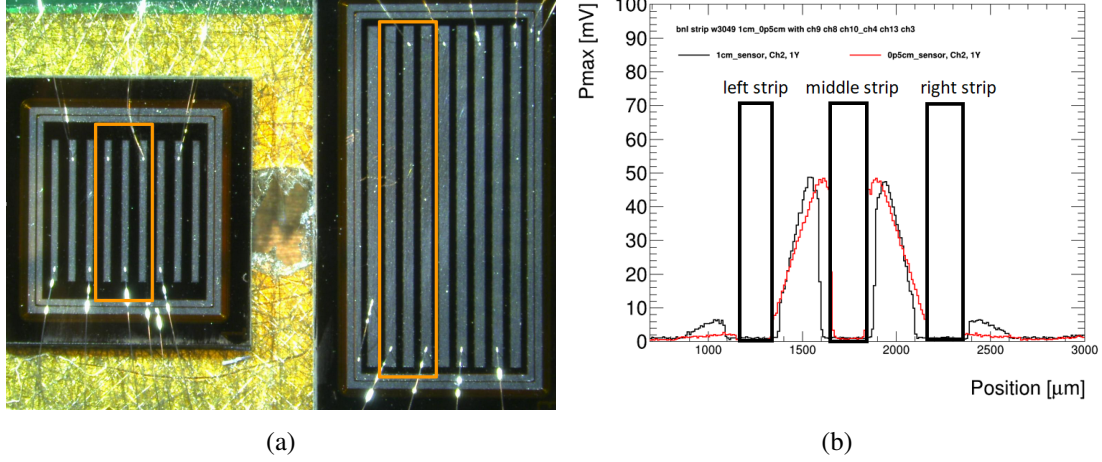 bnl strip w3049 1cm_0p5cm with ch9 ch8 ch10_ch4 ch13 ch3
1cm_sensor, Ch2, 1Y 0p5cm_sensor, Ch2, 1Y
left strip middle strip right strip
Pmax [mV]
100
90
80
70
60
50
40
30
20
10
0
1000 1500 2000 2500 3000
Position [μm]
(a) (b)